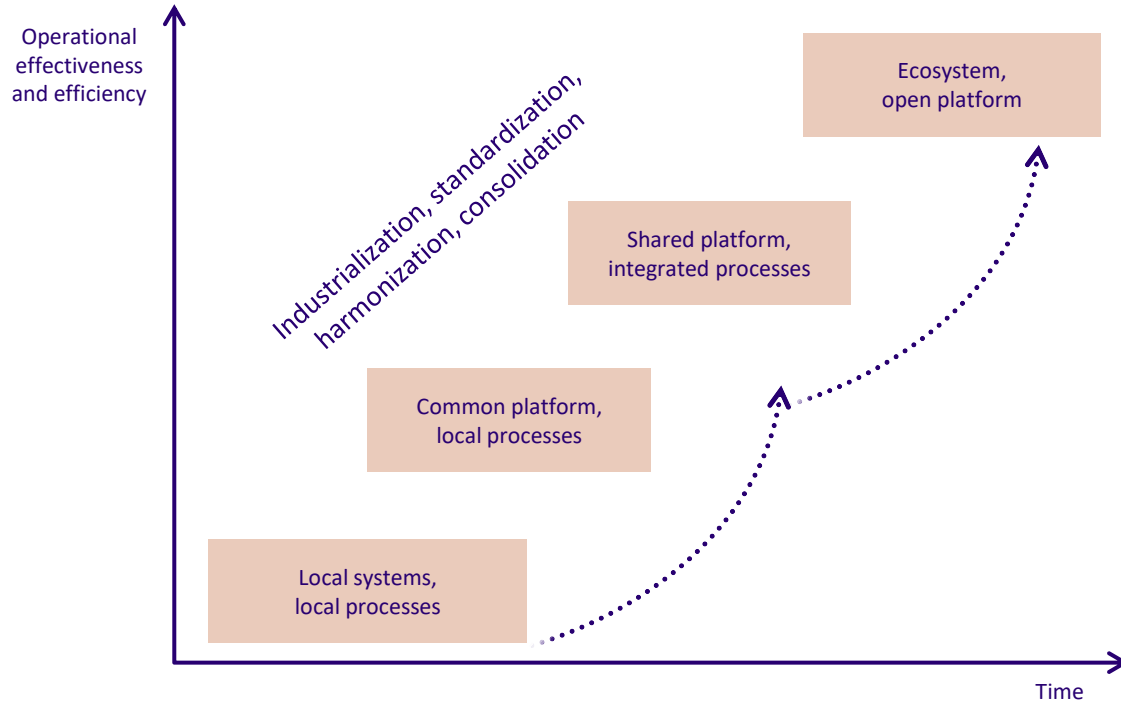 Operational
effectiveness
and efficiency
Ecosystem,
open platform
Industrialization, standardization,
harmonization, consolidation
Shared platform,
integrated processes
Common platform,
local processes
Local systems,
local processes
Time